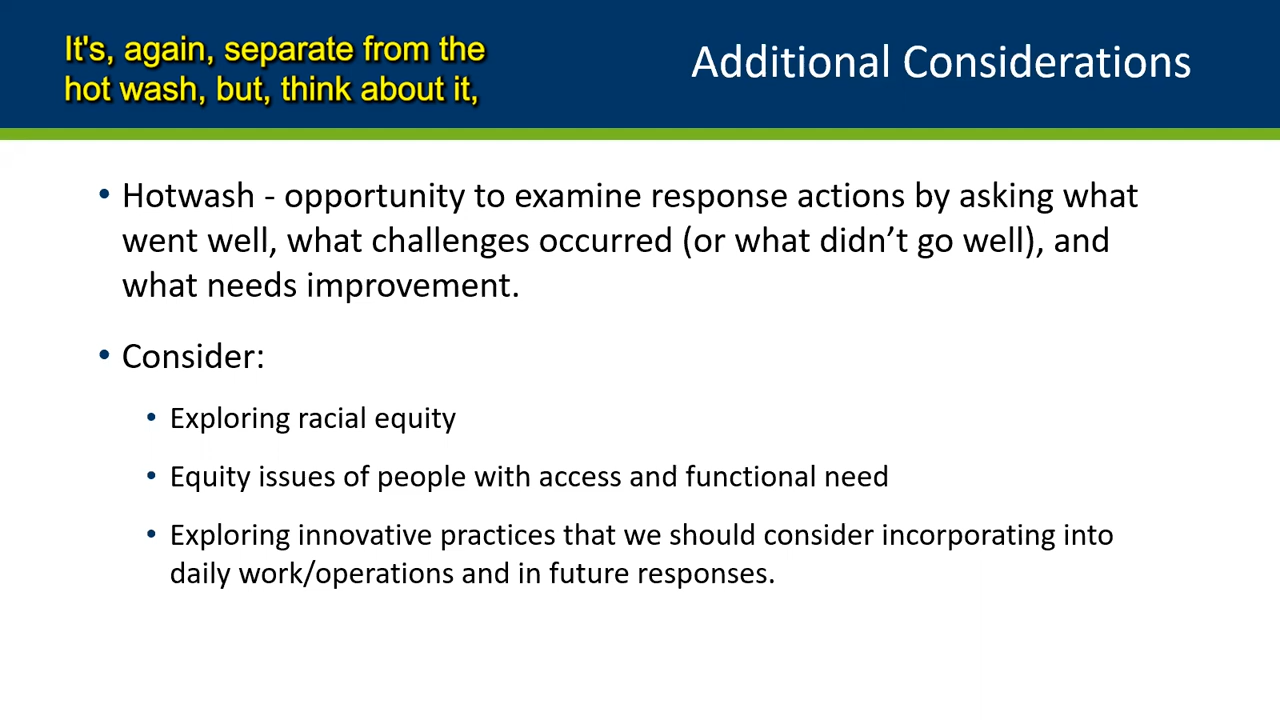 It's, again, separate from the
hot wash, but, think about it,
Additional Considerations
• Hotwash - opportunity to examine response actions by asking what
went well, what challenges occurred (or what didn’t go well), and
what needs improvement.
• Consider:
• Exploring racial equity
• Equity issues of people with access and functional need
• Exploring innovative practices that we should consider incorporating into
daily work/operations and in future responses.